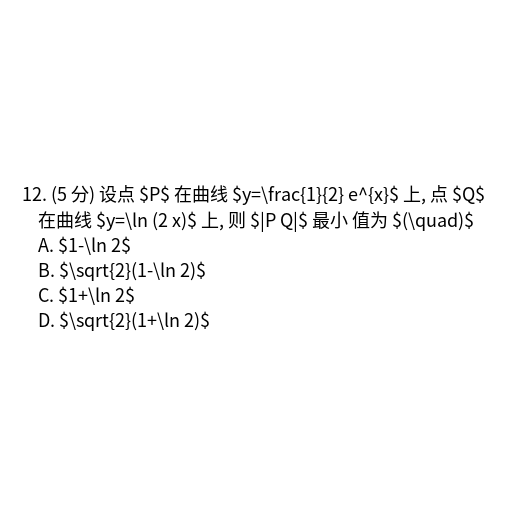 12. (5 分) 设点 $P$ 在曲线 $y=\frac{1}{2} e^{x}$ 上, 点 $Q$
在曲线 $y=\ln (2 x)$ 上, 则 $|P Q|$ 最小 值为 $(\quad)$
A. $1-\ln 2$
B. $\sqrt{2}(1-\ln 2)$
C. $1+\ln 2$
D. $\sqrt{2}(1+\ln 2)$